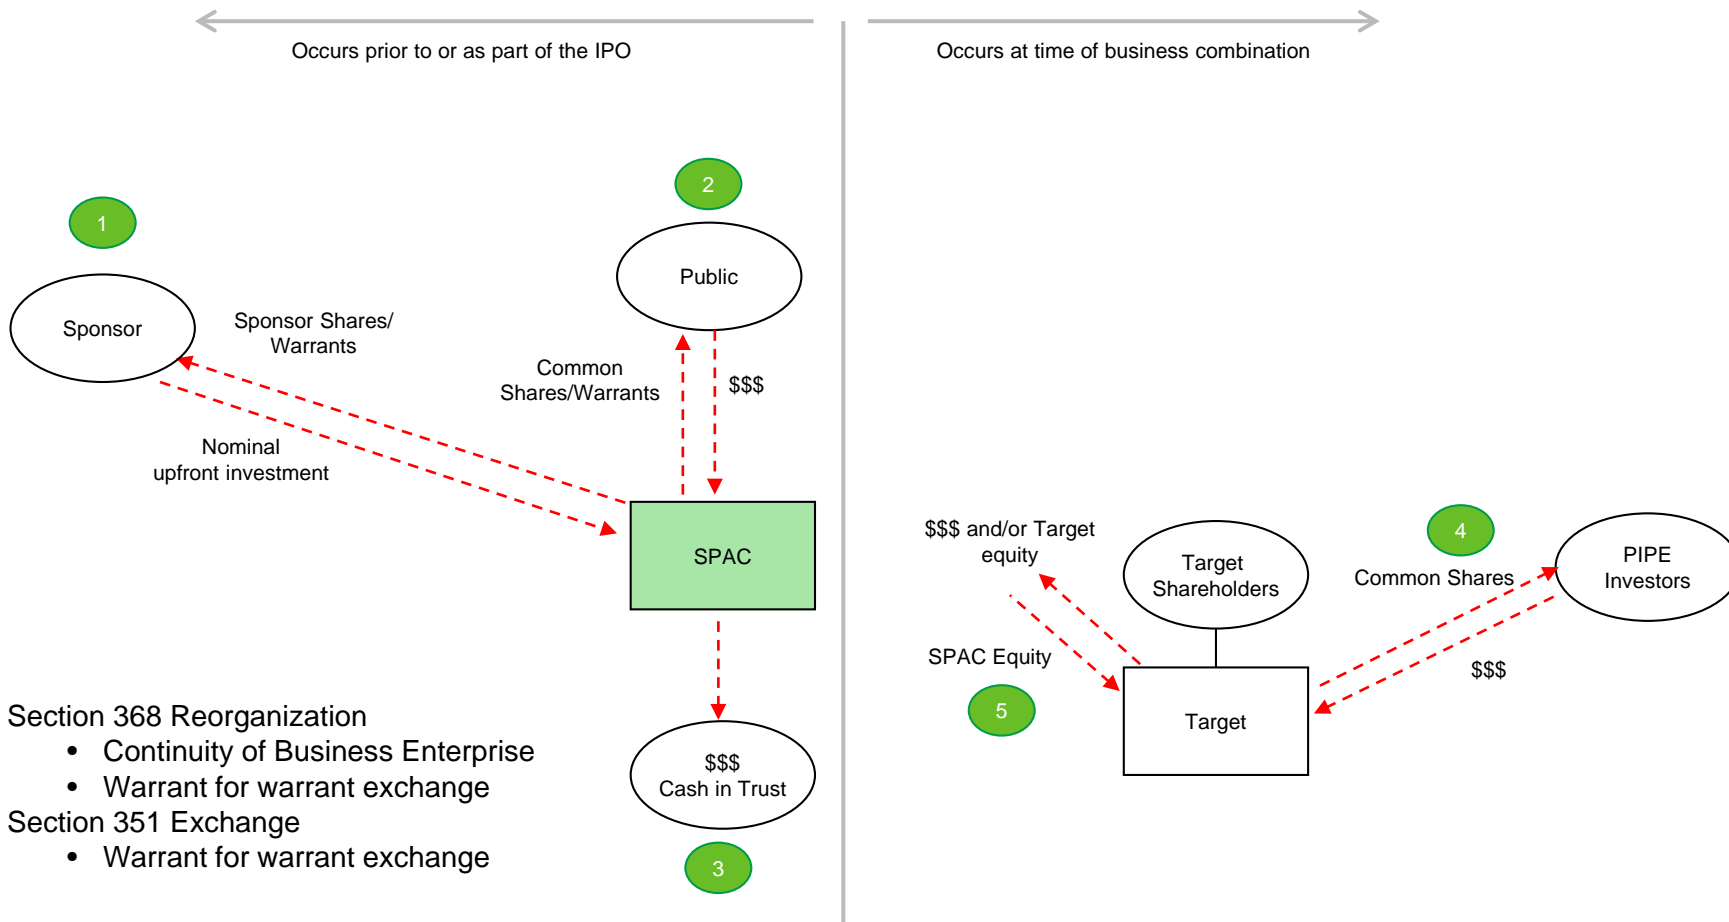 Occurs prior to or as part of the IPO
Occurs at time of business combination
1
Sponsor
Sponsor Shares/
Warrants
Nominal
upfront investment
2
Public
Common
Shares/Warrants
$$$
SPAC
$$$
Cash in Trust
3
Section 368 Reorganization
• Continuity of Business Enterprise
• Warrant for warrant exchange
Section 351 Exchange
• Warrant for warrant exchange
$$$ and/or Target
equity
SPAC Equity
5
Target
Shareholders
Target
4
Common Shares
PIPE
Investors
$$$